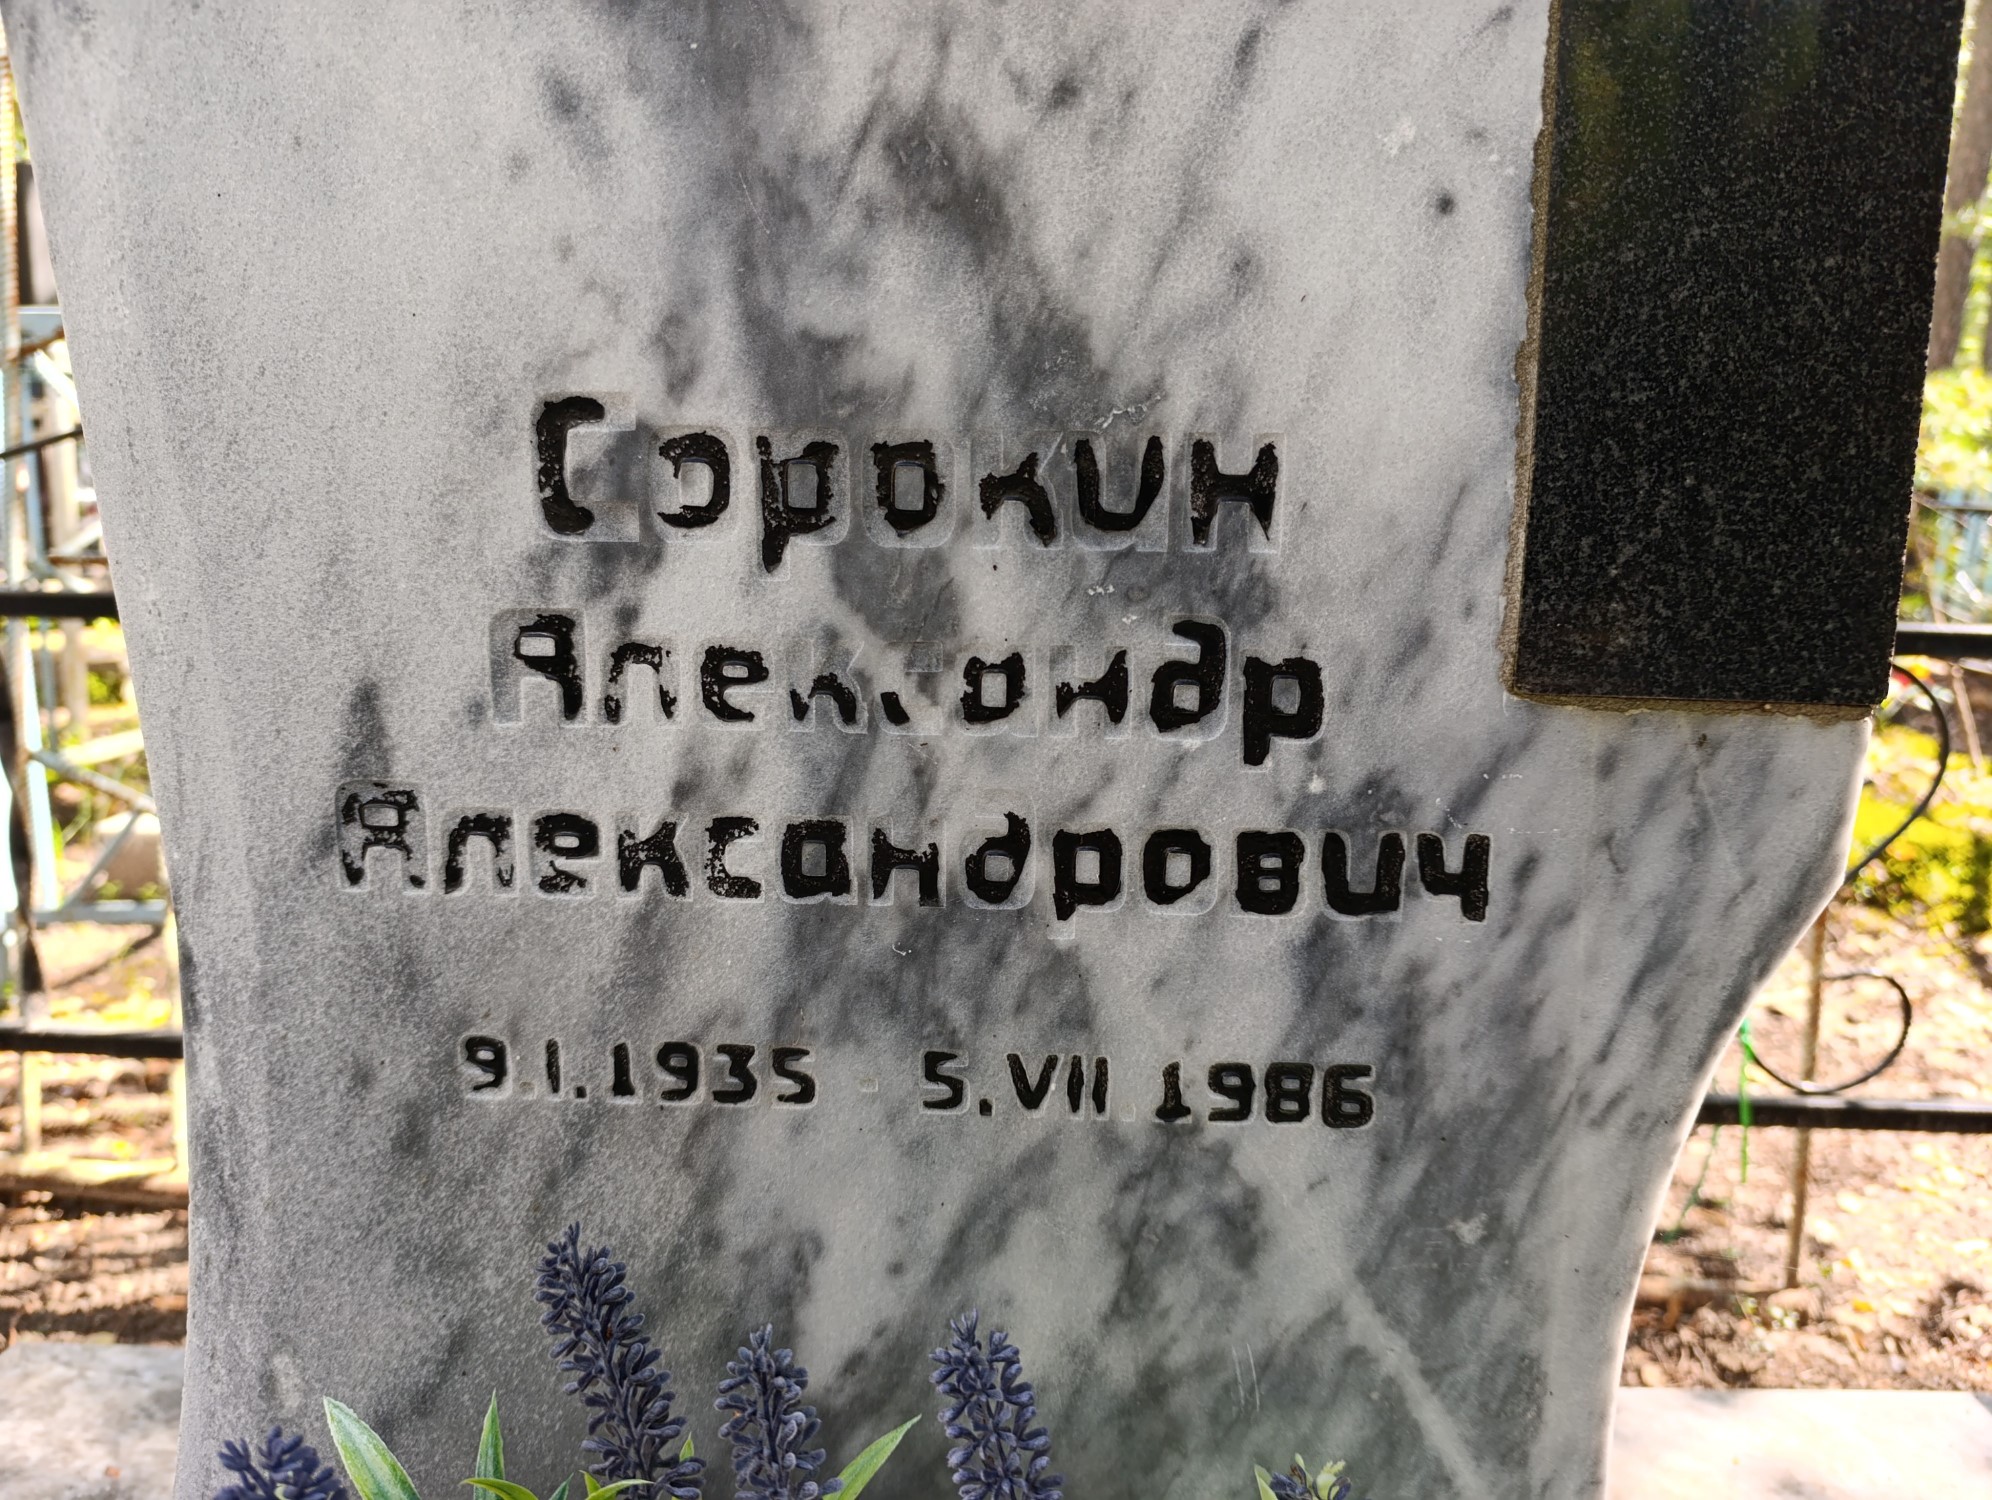 Сорокин
Александр
Александрович
9.I.1935 - 5.VII.1986